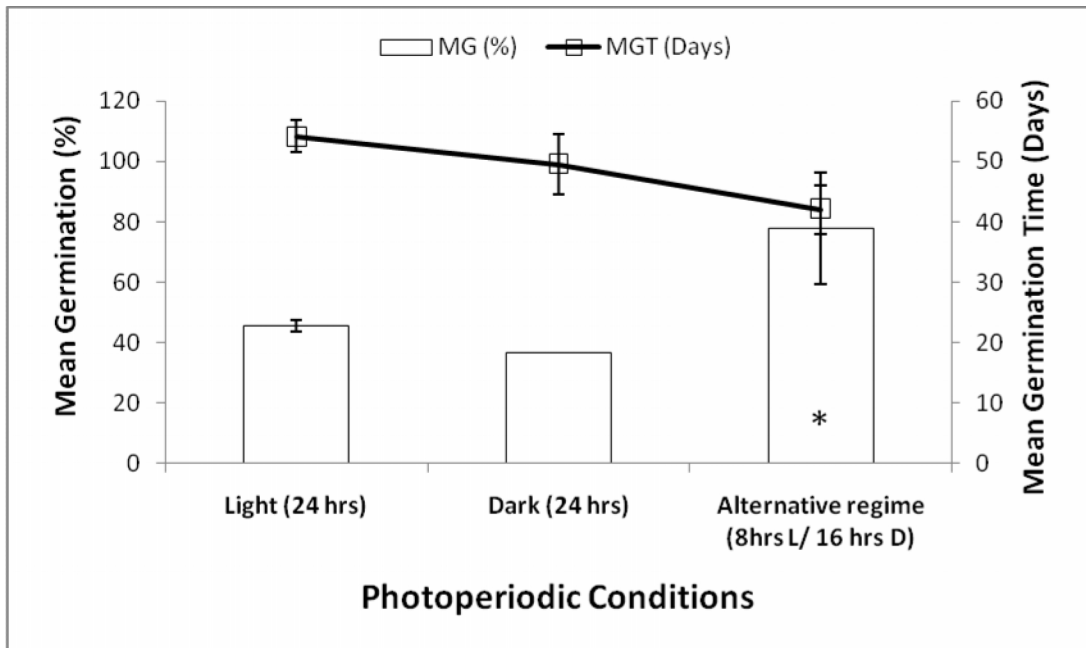 MG (%) MGT (Days)
Mean Germination (%)
120
100
80
60
40
20
0
60
50
40
30
20
10
0
Mean Germination Time (Days)
*
Light (24 hrs)
Dark (24 hrs)
Alternative regime
(8hrs L/ 16 hrs D)
Photoperiodic Conditions